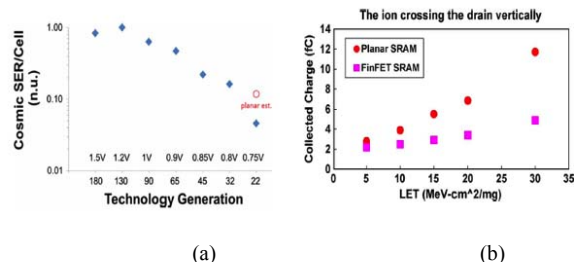 (a)
Cosmic SER/Cell
(n.u.)
1.00
0.10
0.01
planar est.
1.5V 1.2V 1V 0.9V 0.85V 0.8V 0.75V
180 130 90 65 45 32 22
Technology Generation
(a)
The ion crossing the drain vertically
(b)
Collected Charge (fC)
14
12
10
8
6
4
2
0
Planar SRAM
FinFET SRAM
0 5 10 15 20 25 30 35
LET (MeV-cm^2/mg)
(b)